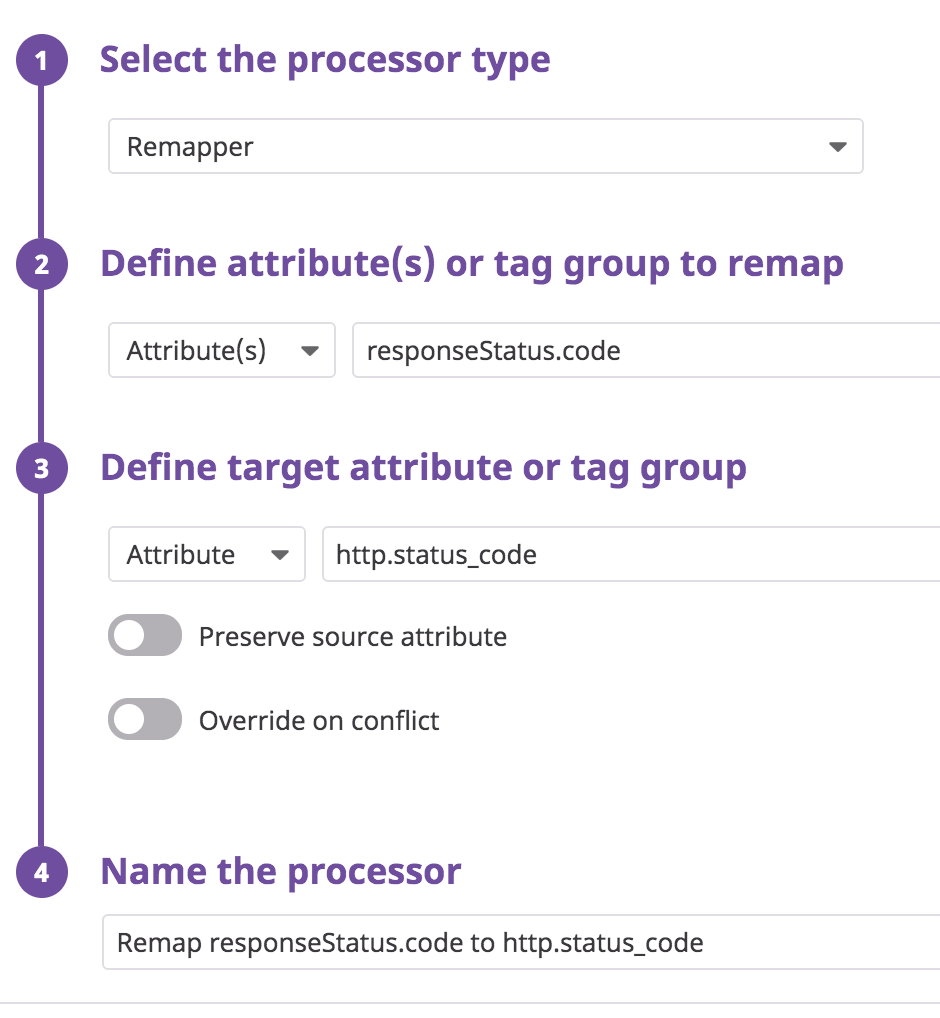 1 Select the processor type
Remapper
2 Define attribute(s) or tag group to remap
Attribute(s) responseStatus.code
3 Define target attribute or tag group
Attribute http.status_code
Preserve source attribute
Override on conflict
4 Name the processor
Remap responseStatus.code to http.status_code